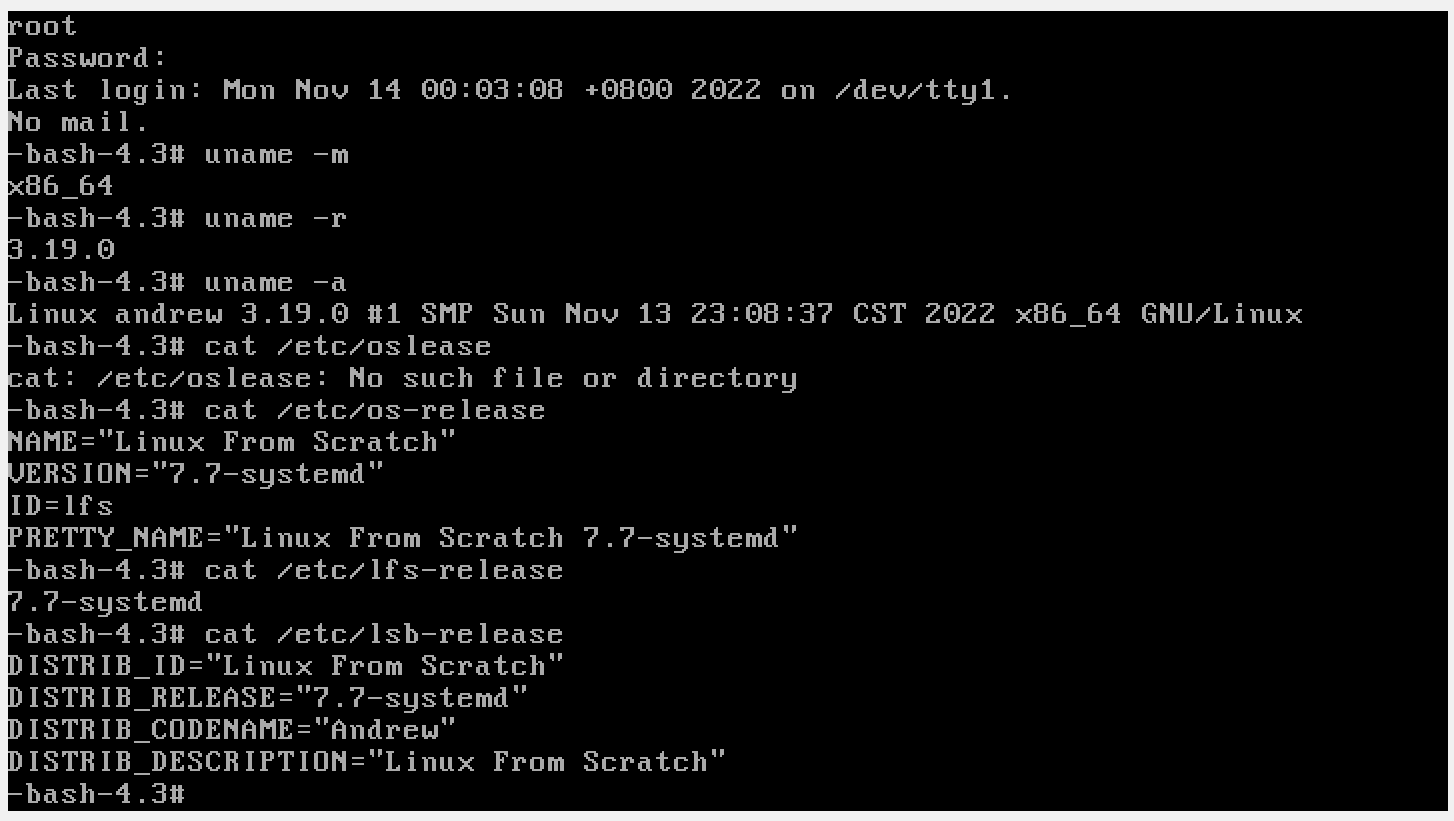 root
Password:
Last login: Mon Nov 14 00:03:08 +0800 2022 on /dev/tty1.
No mail.
-bash-4.3# uname -m
x86_64
-bash-4.3# uname -r
3.19.0
-bash-4.3# uname -a
Linux andrew 3.19.0 #1 SMP Sun Nov 13 23:08:37 CST 2022 x86_64 GNU/Linux
-bash-4.3# cat /etc/oslease
cat: /etc/oslease: No such file or directory
-bash-4.3# cat /etc/os-release
NAME="Linux From Scratch"
VERSION="7.7-systemd"
ID=lfs
PRETTY_NAME="Linux From Scratch 7.7-systemd"
-bash-4.3# cat /etc/lfs-release
7.7-systemd
-bash-4.3# cat /etc/lsb-release
DISTRIB_ID="Linux From Scratch"
DISTRIB_RELEASE="7.7-systemd"
DISTRIB_CODENAME="Andrew"
DISTRIB_DESCRIPTION="Linux From Scratch"
-bash-4.3#